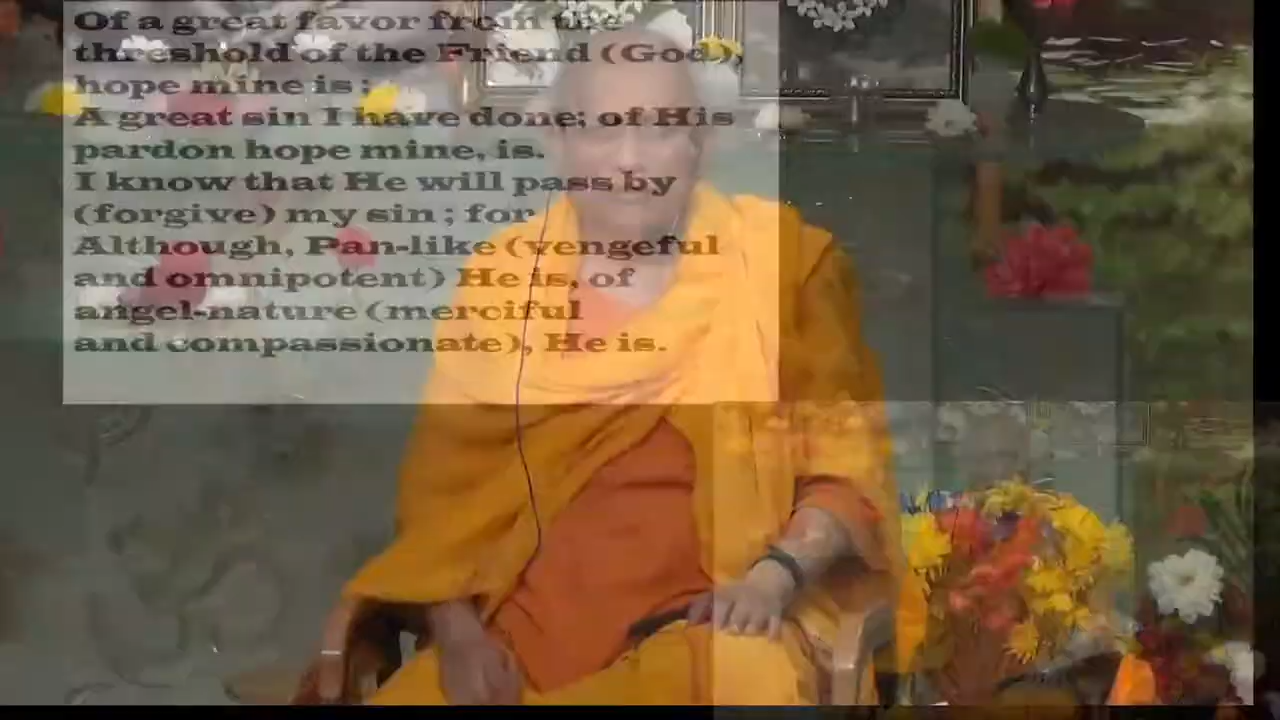 Of a great favor from the
threshold of the Friend (God),
hope mine is ;
A great sin I have done; of His
pardon hope mine, is.
I know that He will pass by
(forgive) my sin ; for
Although, Pan-like (vengeful
and omnipotent) He is, of
angel-nature (merciful
and compassionate), He is.